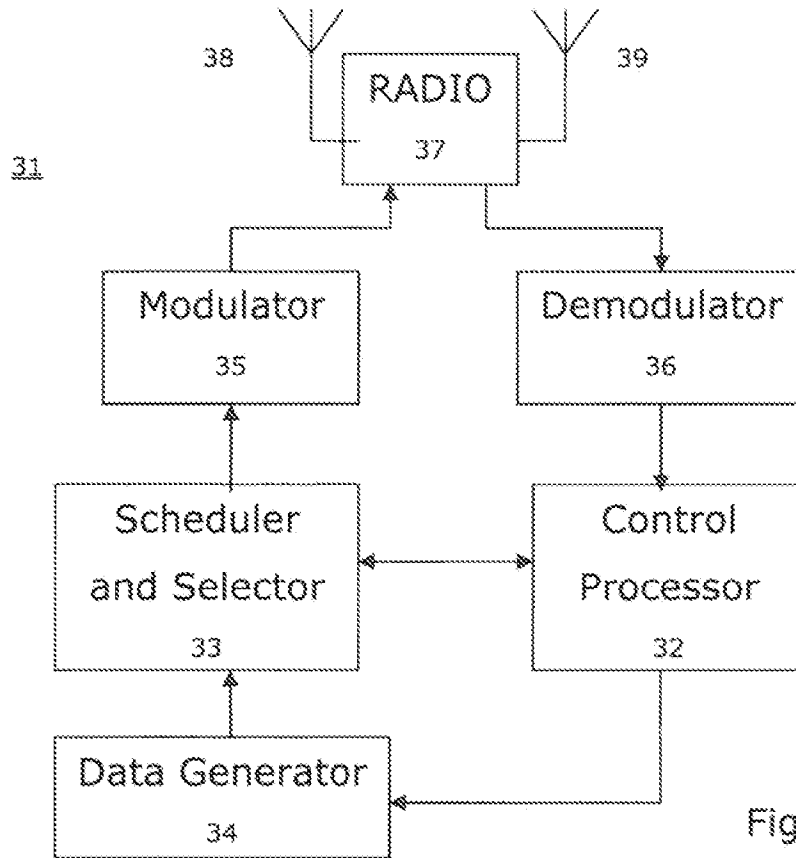 38
39
RADIO
37
31
Modulator
35
Demodulator
36
Scheduler
and Selector
33
Control
Processor
32
Data Generator
34
Fig